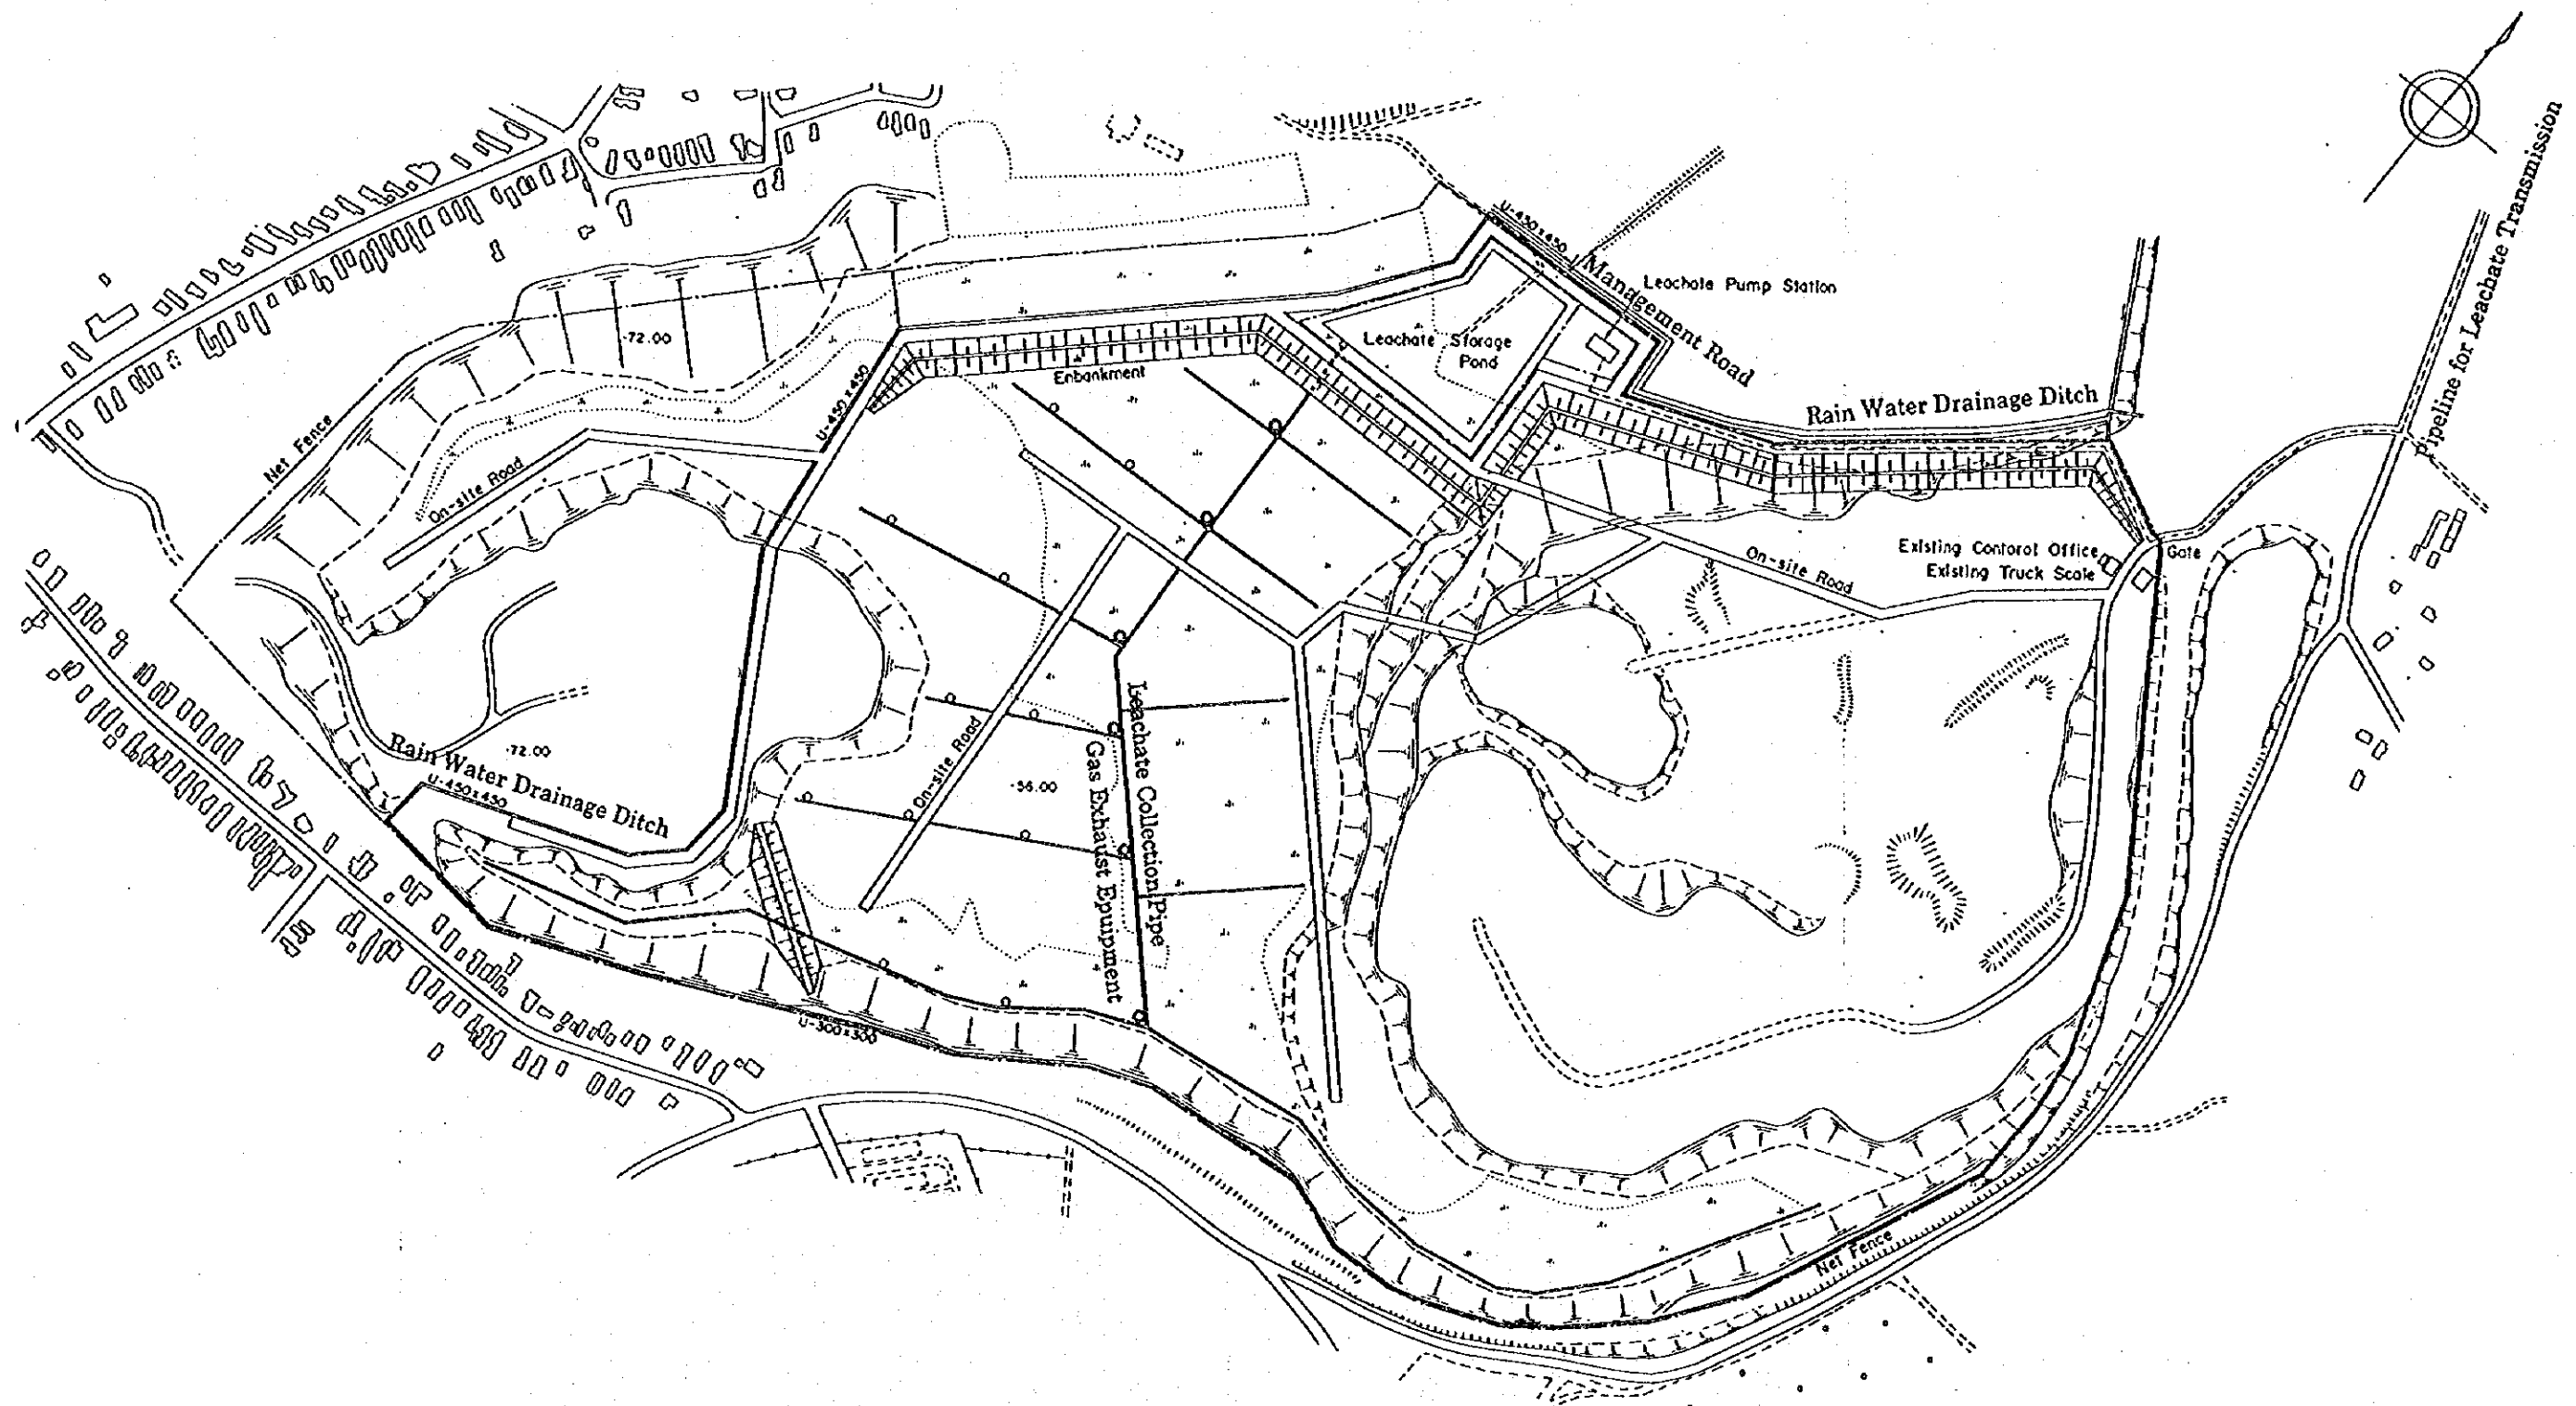 U-450x450
Management Road
Leachate Pump Station
Leachate Storage
Pond
Pipeline for Leachate Transmission
·72.00
Enbankment
U-450x450
Rain Water Drainage Ditch
Net Fence
On-site Road
Existing Contorol Office
Existing Truck Scale
Gate
On-site Road
Leachate Collection Pipe
Gas Exhaust Epuipment
On-site Road
·72.00
Rain Water Drainage Ditch
U-450x450
·56.00
U-300x300
Net Fence